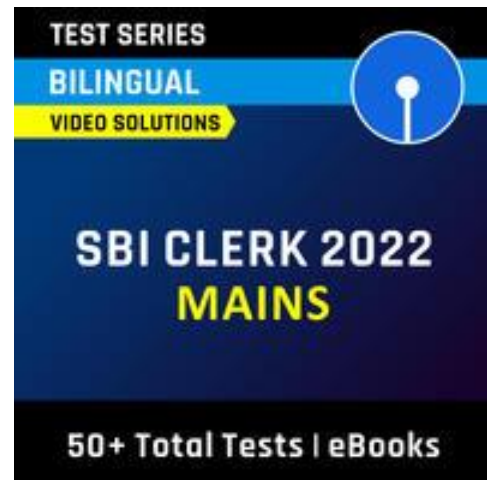 TEST SERIES
BILINGUAL
VIDEO SOLUTIONS
SBI CLERK 2022
MAINS
50+ Total Tests | eBooks